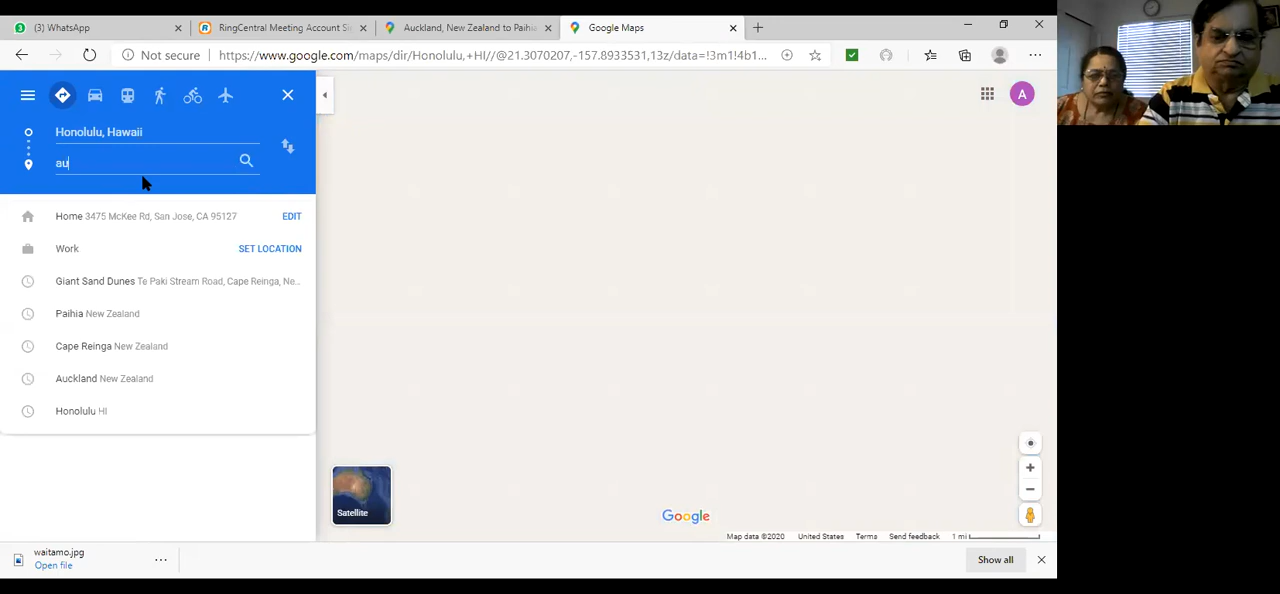 (3) WhatsApp
RingCentral Meeting Account Si
Auckland, New Zealand to Paihia
Google Maps
Not secure
https://www.google.com/maps/dir/Honolulu,+HI//@21.3070207,-157.8933531,13z/data=!3m1!4b1...
A
Honolulu, Hawaii
au
Home 3475 McKee Rd, San Jose, CA 95127 EDIT
Work SET LOCATION
Giant Sand Dunes Te Paki Stream Road, Cape Reinga, Ne...
Paihia New Zealand
Cape Reinga New Zealand
Auckland New Zealand
Honolulu HI
Satellite
Google
Map data ©2020 United States Terms Send feedback 1 mi
waitamo.jpg
Open file
Show all